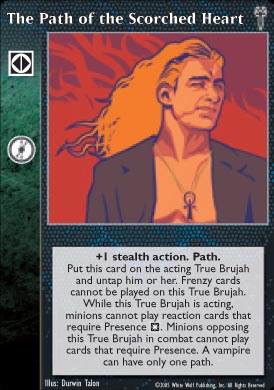 The Path of the Scorched Heart
+1 stealth action. Path.
Put this card on the acting True Brujah
and untap him or her. Frenzy cards
cannot be played on this True Brujah.
While this True Brujah is acting,
minions cannot play reaction cards that
require Presence. Minions opposing
this True Brujah in combat cannot play
cards that require Presence. A vampire
can have only one path.
Illus: Durwin Talon
©2005 White Wolf Publishing, Inc. All Rights Reserved